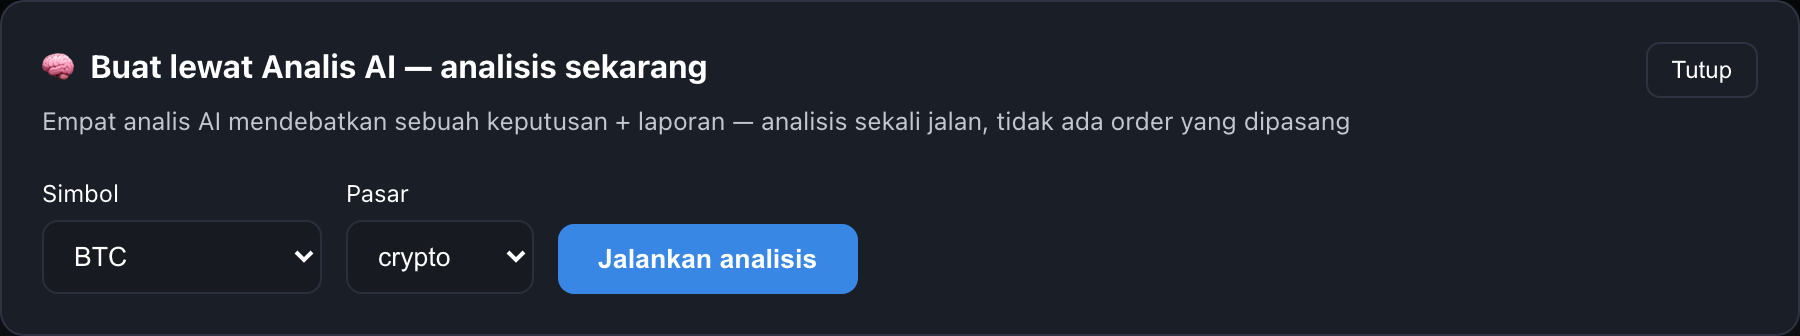 🧠 Buat lewat Analis AI — analisis sekarang
Tutup
Empat analis AI mendebatkan sebuah keputusan + laporan — analisis sekali jalan, tidak ada order yang dipasang
Simbol
Pasar
BTC
crypto
Jalankan analisis